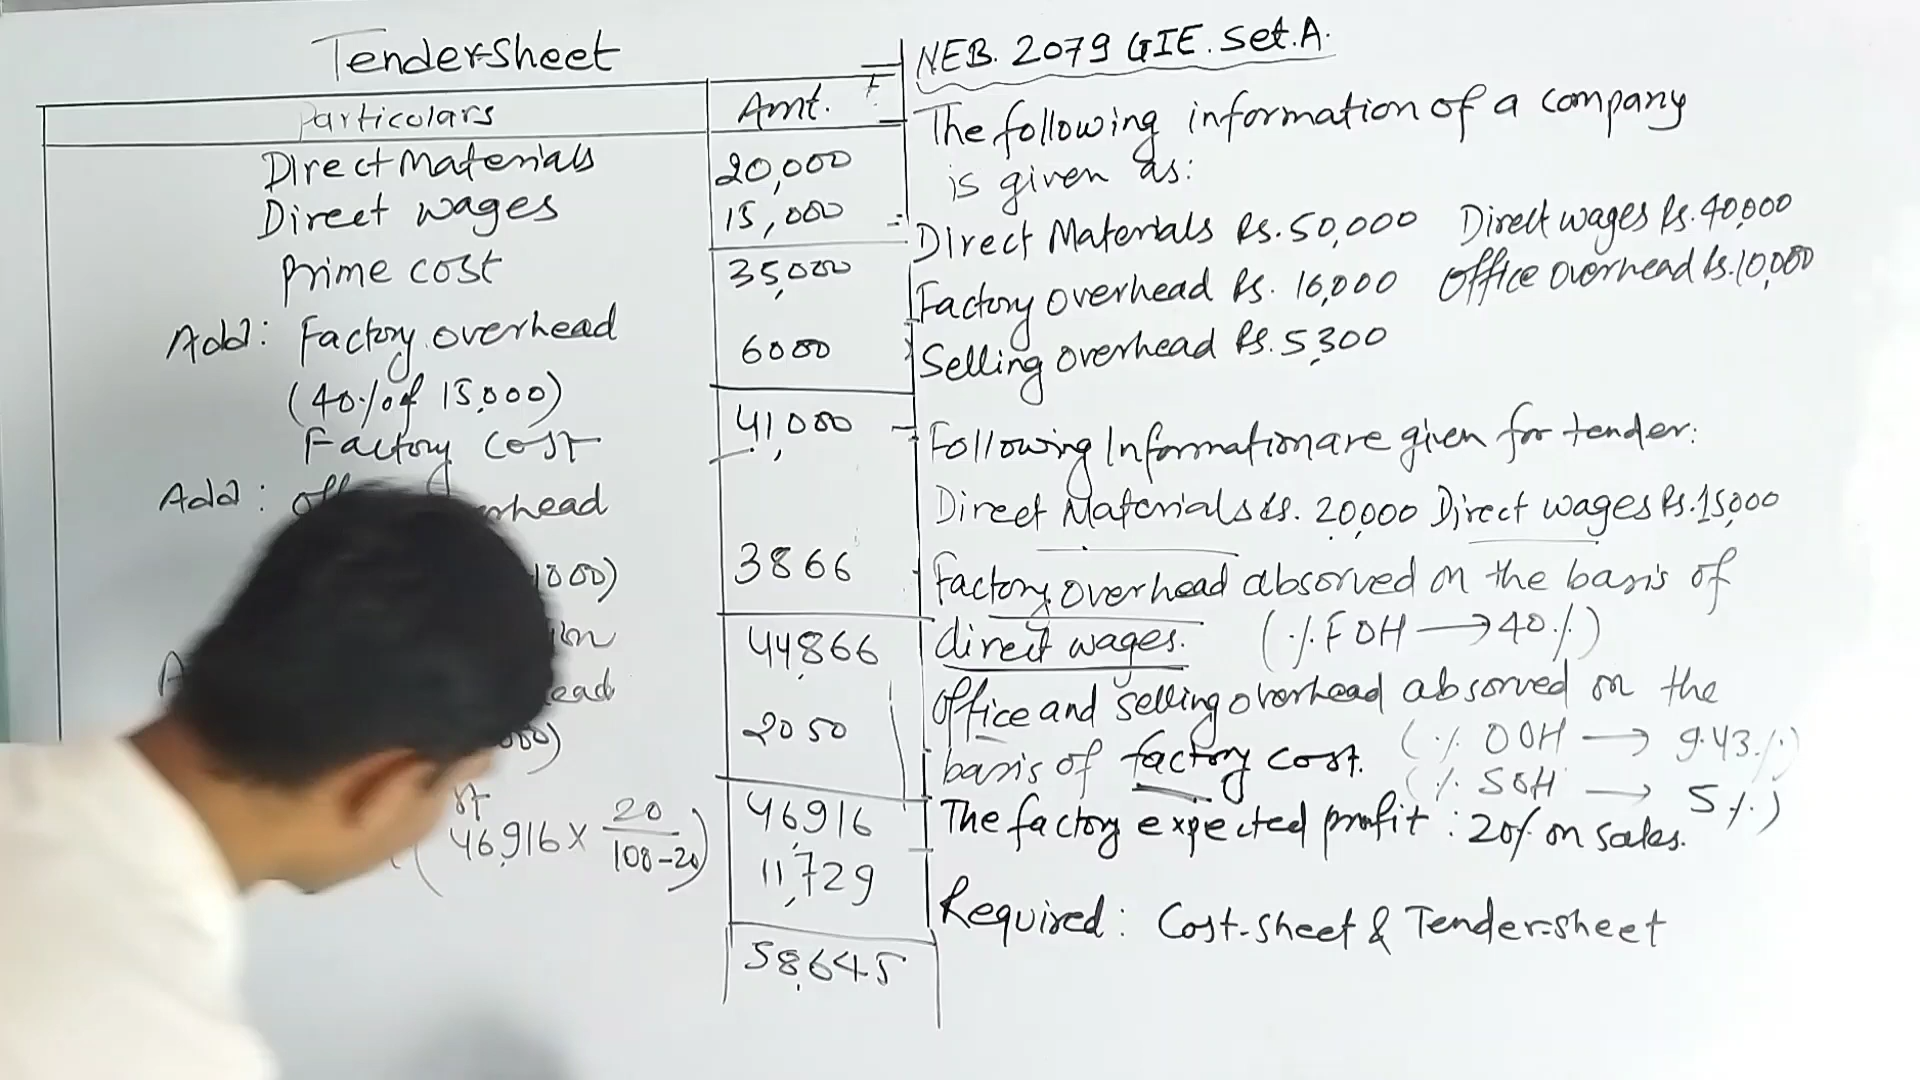 Tender-Sheet
Particulars Amt.
Direct Materials 20,000
Direct wages 15,000
Prime cost 35,000
Add: Factory overhead 6000
(40% of 15,000)
Factory cost 41,000
Add: rhead
1000) 3866
44,866
ead
000) 2050
46,916
(46,916 × 20/100-20) 11,729
58,645
NEB. 2079 GIE. Set.A.
The following information of a company
is given as:
Direct Materials Rs.50,000 Direct wages Rs.40,000
Factory overhead Rs. 16,000 Office overhead Rs.10,000
Selling overhead Rs.5,300
Following Information are given for tender:
Direct Materials Rs. 20,000 Direct wages Rs.15,000
Factory overhead absorved on the basis of
direct wages. (% FOH → 40%)
Office and selling overhead absorved on the
basis of factory cost. (% OOH → 9.43%)
(% SOH → 5%)
The factory expected profit : 20% on sales.
Required: Cost-sheet & Tender-sheet